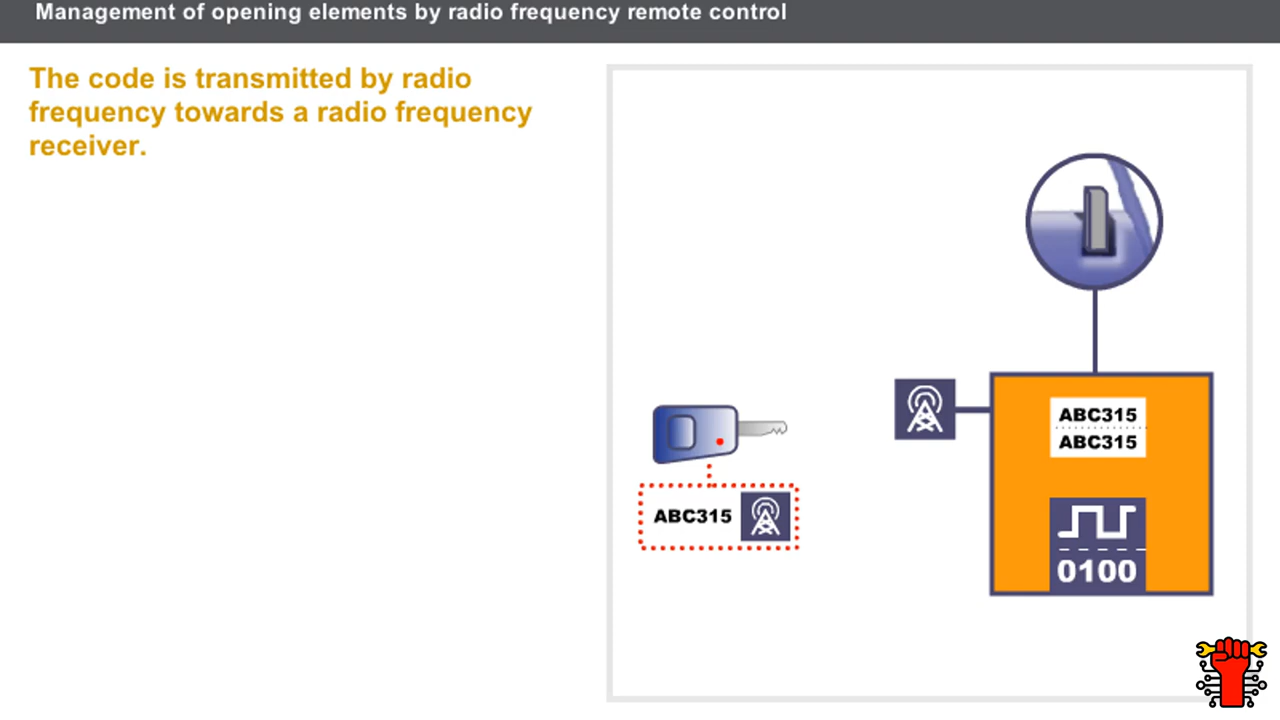 Management of opening elements by radio frequency remote control
The code is transmitted by radio
frequency towards a radio frequency
receiver.
ABC315
ABC315
ABC315
0100